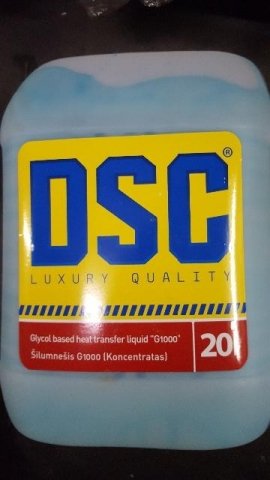 DSC®
LUXURY QUALITY
Glycol based heat transfer liquid "G1000"
Šilumnešis G1000 (Koncentratas)
20